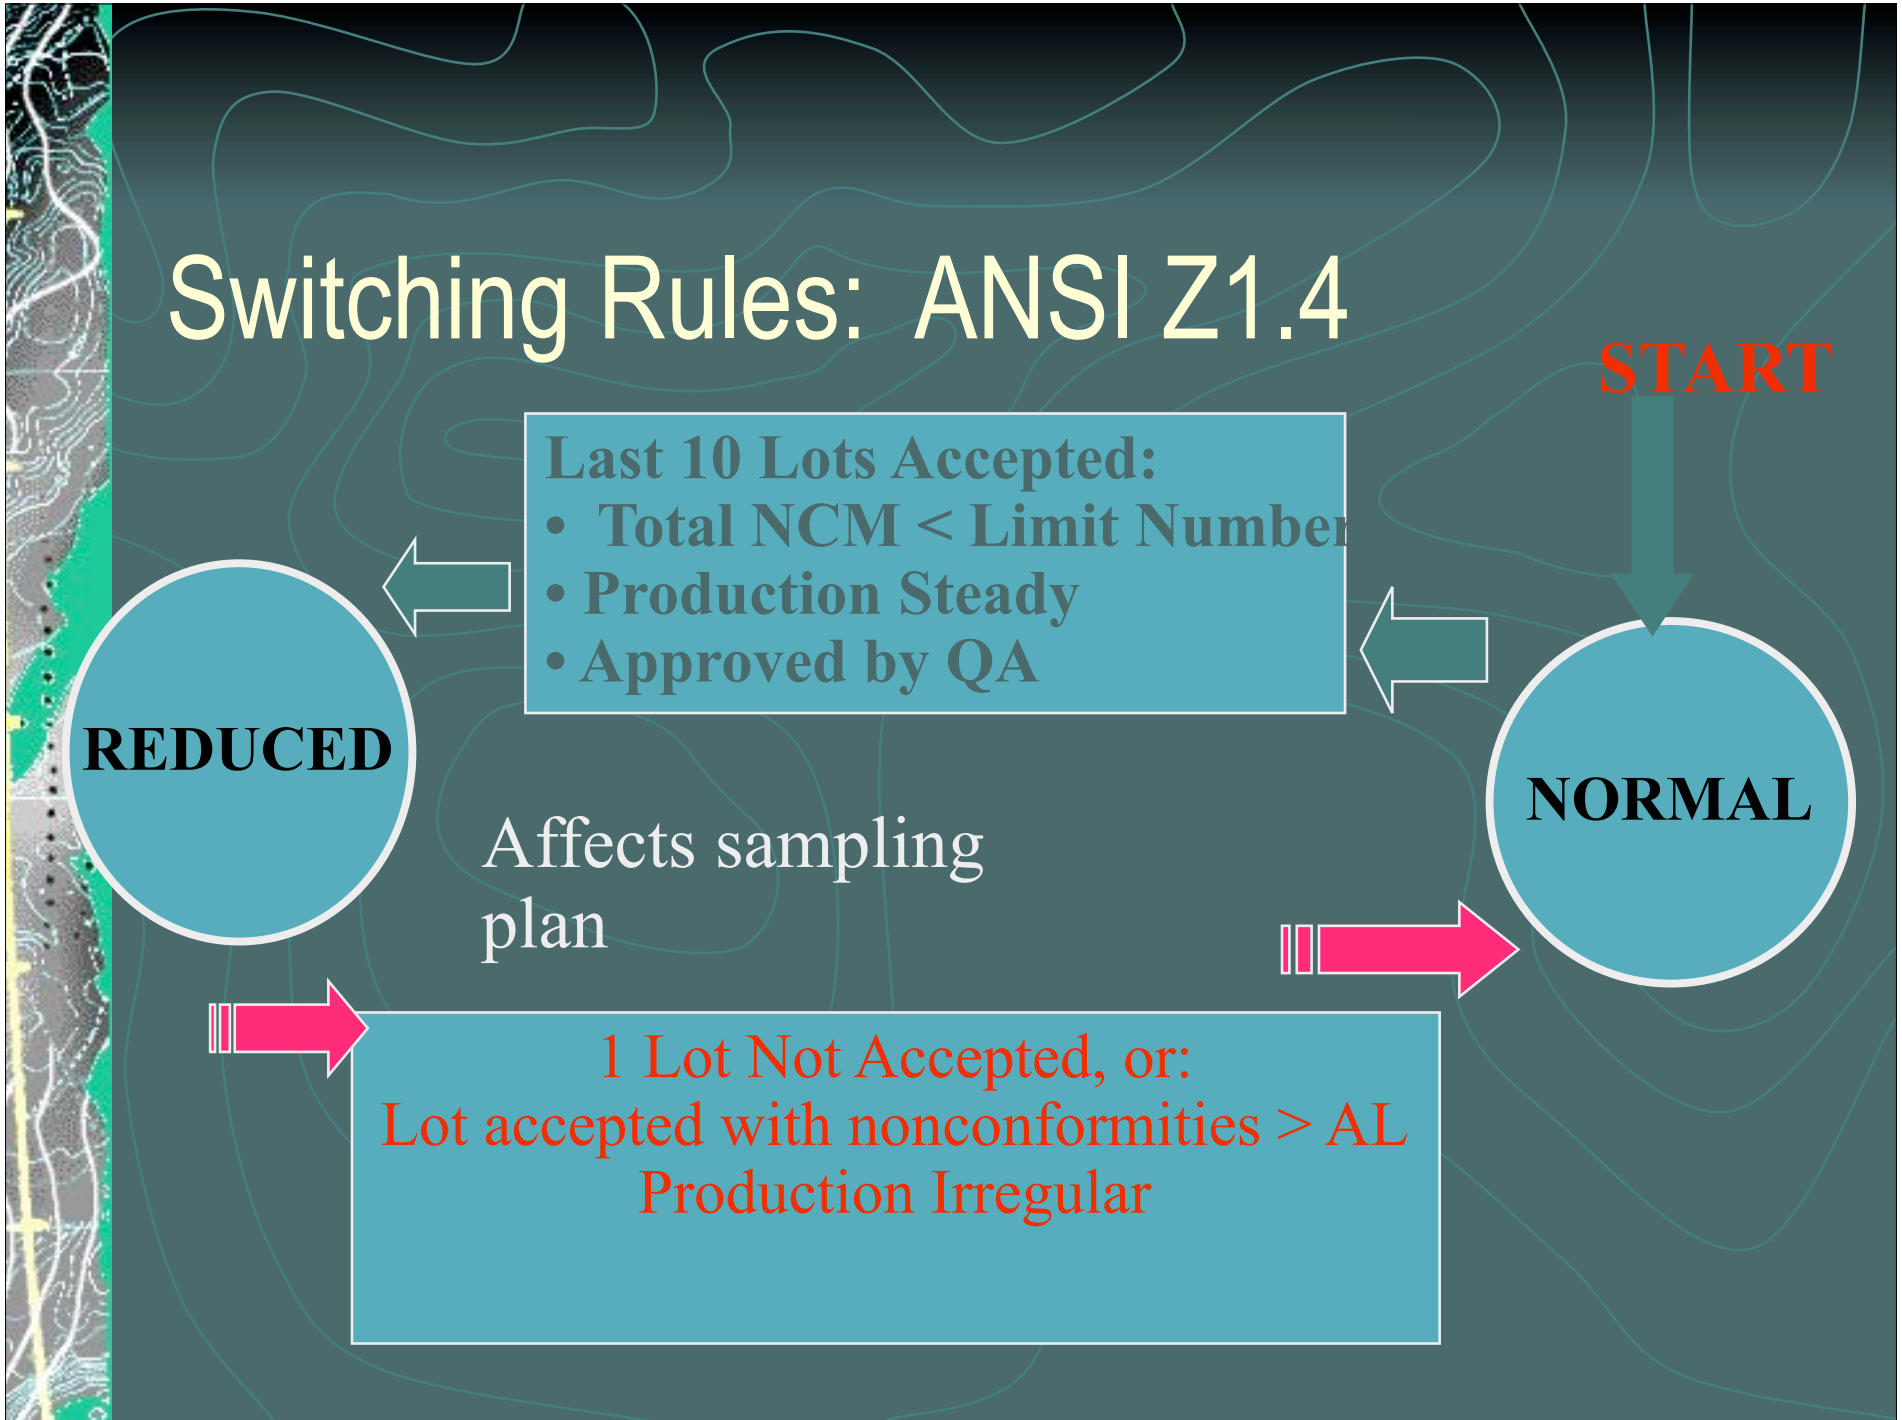 Switching Rules: ANSI Z1.4
START
Last 10 Lots Accepted:
• Total NCM < Limit Number
• Production Steady
• Approved by QA
REDUCED
NORMAL
Affects sampling
plan
1 Lot Not Accepted, or:
Lot accepted with nonconformities > AL
Production Irregular